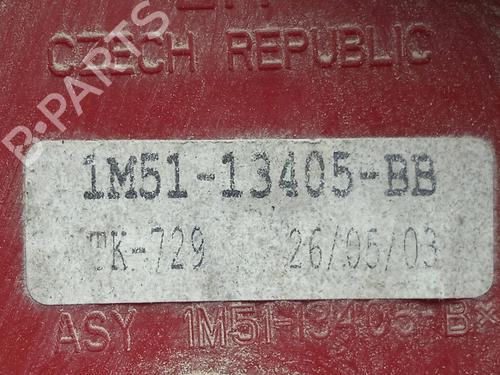 CZECH REPUBLIC
B-PARTS
1M51-13405-BB
TK-729 26/05/03
ASY 1M51-13405-B*